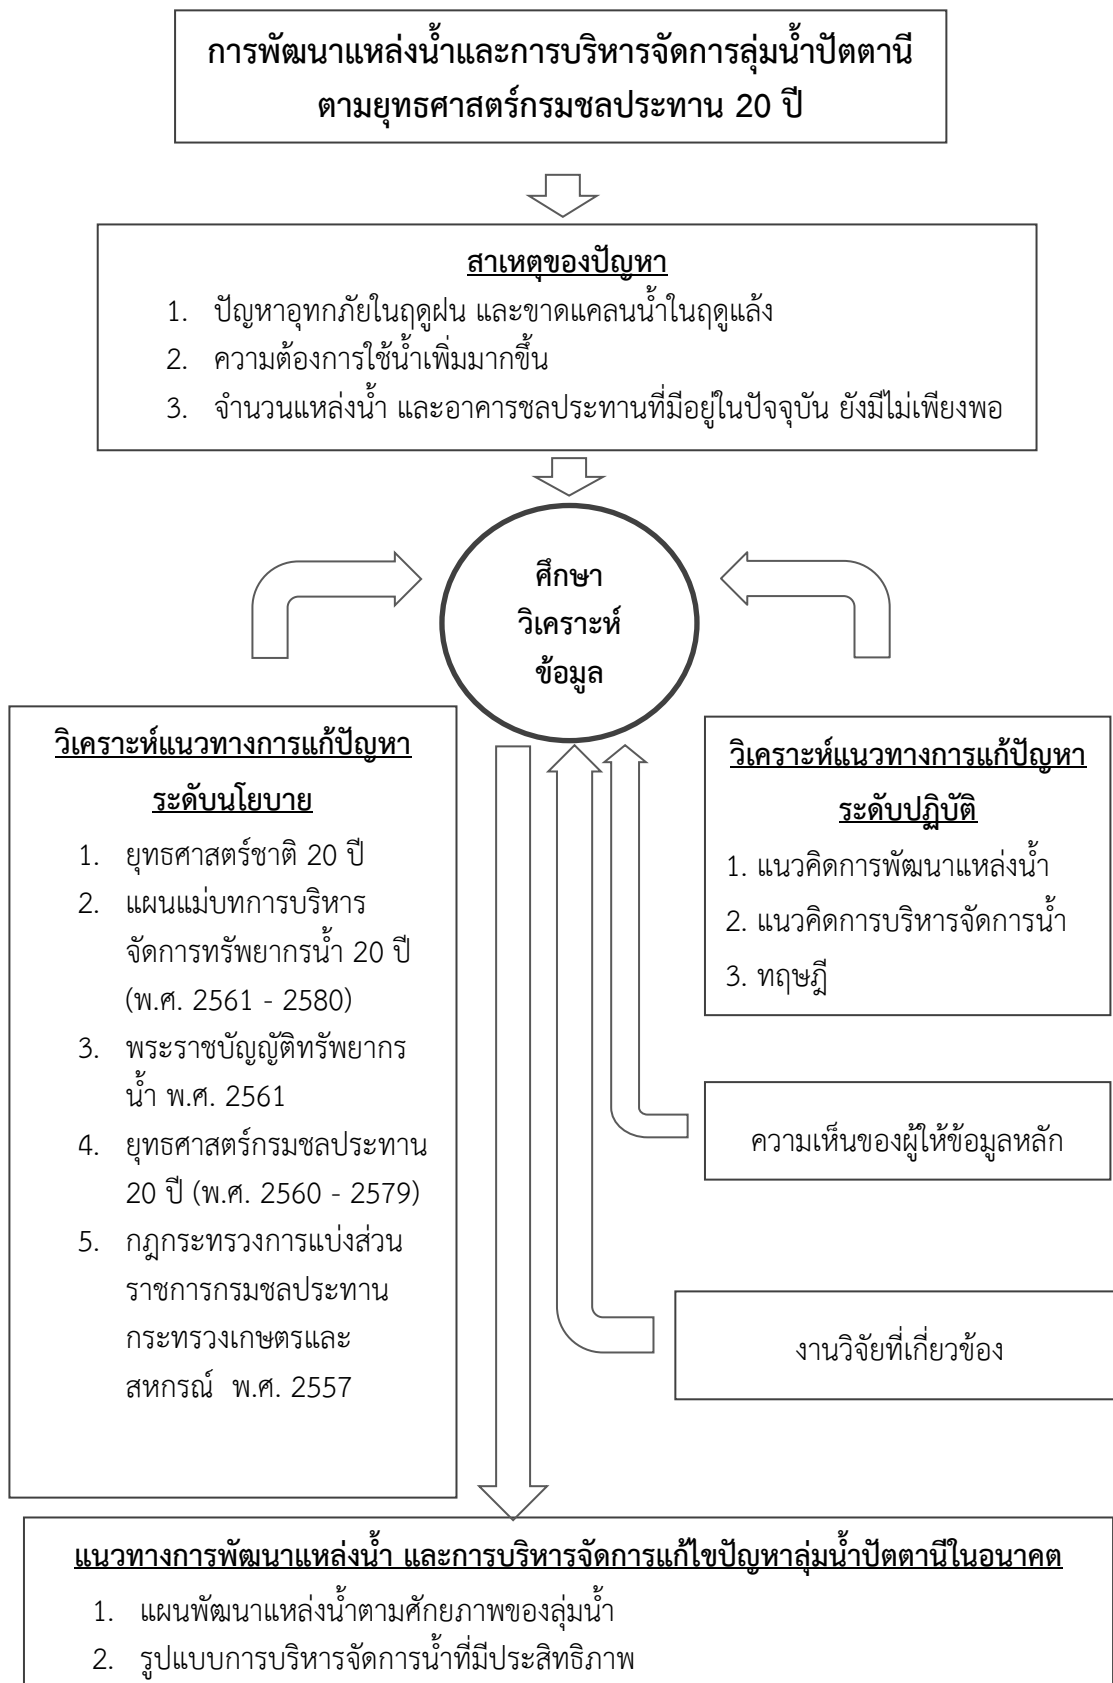 การพัฒนาแหล่งน้ำและการบริหารจัดการลุ่มน้ำปัตตานี
ตามยุทธศาสตร์กรมชลประทาน 20 ปี
สาเหตุของปัญหา
1. ปัญหาอุทกภัยในฤดูฝน และขาดแคลนน้ำในฤดูแล้ง
2. ความต้องการใช้น้ำเพิ่มมากขึ้น
3. จำนวนแหล่งน้ำ และอาคารชลประทานที่มีอยู่ในปัจจุบัน ยังมีไม่เพียงพอ
ศึกษา
วิเคราะห์
ข้อมูล
วิเคราะห์แนวทางการแก้ปัญหา
ระดับนโยบาย
1. ยุทธศาสตร์ชาติ 20 ปี
2. แผนแม่บทการบริหาร
จัดการทรัพยากรน้ำ 20 ปี
(พ.ศ. 2561 - 2580)
3. พระราชบัญญัติทรัพยากร
น้ำ พ.ศ. 2561
4. ยุทธศาสตร์กรมชลประทาน
20 ปี (พ.ศ. 2560 - 2579)
5. กฎกระทรวงการแบ่งส่วน
ราชการกรมชลประทาน
กระทรวงเกษตรและ
สหกรณ์ พ.ศ. 2557
วิเคราะห์แนวทางการแก้ปัญหา
ระดับปฏิบัติ
1. แนวคิดการพัฒนาแหล่งน้ำ
2. แนวคิดการบริหารจัดการน้ำ
3. ทฤษฎี
ความเห็นของผู้ให้ข้อมูลหลัก
งานวิจัยที่เกี่ยวข้อง
แนวทางการพัฒนาแหล่งน้ำ และการบริหารจัดการแก้ไขปัญหาลุ่มน้ำปัตตานีในอนาคต
1. แผนพัฒนาแหล่งน้ำตามศักยภาพของลุ่มน้ำ
2. รูปแบบการบริหารจัดการน้ำที่มีประสิทธิภาพ